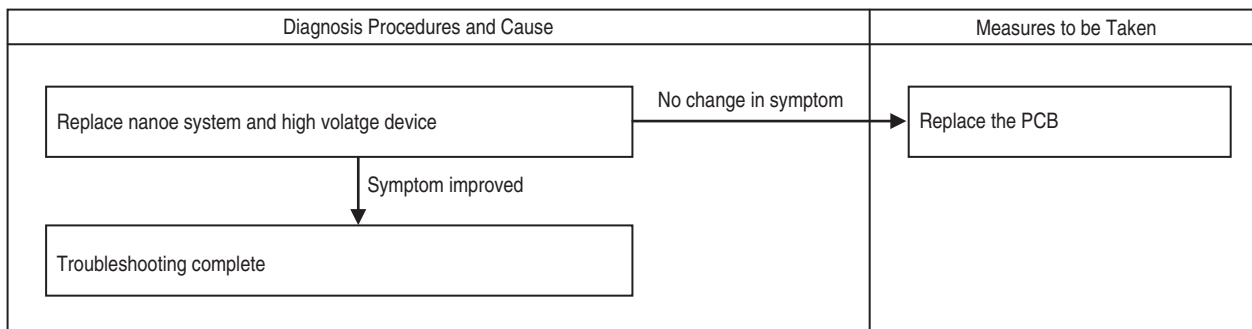 Diagnosis Procedures and Cause
Measures to be Taken
Replace nanoe system and high volatge device
No change in symptom
Replace the PCB
Symptom improved
Troubleshooting complete